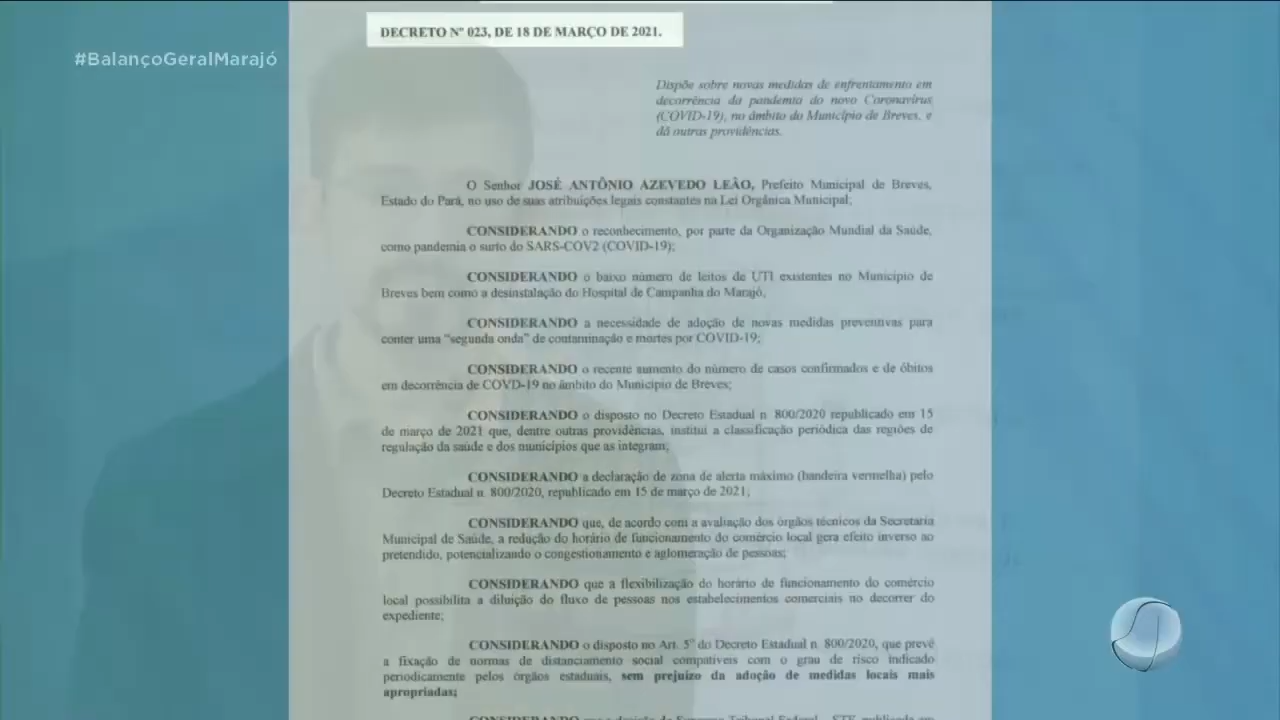 DECRETO Nº 023, DE 18 DE MARÇO DE 2021.
#BalançoGeralMarajó
Dispõe sobre novas medidas de enfrentamento em
decorrência da pandemia do novo Coronavírus
(COVID-19), no âmbito do Município de Breves, e
dá outras providências.
O Senhor JOSÉ ANTÔNIO AZEVEDO LEÃO, Prefeito Municipal de Breves,
Estado do Pará, no uso de suas atribuições legais constantes na Lei Orgânica Municipal;
CONSIDERANDO o reconhecimento, por parte da Organização Mundial da Saúde,
como pandemia o surto do SARS-COV2 (COVID-19);
CONSIDERANDO o baixo número de leitos de UTI existentes no Município de
Breves bem como a desinstalação do Hospital de Campanha do Marajó,
CONSIDERANDO a necessidade de adoção de novas medidas preventivas para
conter uma "segunda onda" de contaminação e mortes por COVID-19;
CONSIDERANDO o recente aumento do número de casos confirmados e de óbitos
em decorrência de COVD-19 no âmbito do Município de Breves;
CONSIDERANDO o disposto no Decreto Estadual n. 800/2020 republicado em 15
de março de 2021 que, dentre outras providências, institui a classificação periódica das regiões de
regulação da saúde e dos municípios que as integram;
CONSIDERANDO a declaração de zona de alerta máximo (bandeira vermelha) pelo
Decreto Estadual n. 800/2020, republicado em 15 de março de 2021;
CONSIDERANDO que, de acordo com a avaliação dos órgãos técnicos da Secretaria
Municipal de Saúde, a redução do horário de funcionamento do comércio local gera efeito inverso ao
pretendido, potencializando o congestionamento e aglomeração de pessoas;
CONSIDERANDO que a flexibilização do horário de funcionamento do comércio
local possibilita a diluição do fluxo de pessoas nos estabelecimentos comerciais no decorrer do
expediente;
CONSIDERANDO o disposto no Art. 5º do Decreto Estadual n. 800/2020, que prevê
a fixação de normas de distanciamento social compatíveis com o grau de risco indicado
periodicamente pelos órgãos estaduais, sem prejuízo da adoção de medidas locais mais
apropriadas;